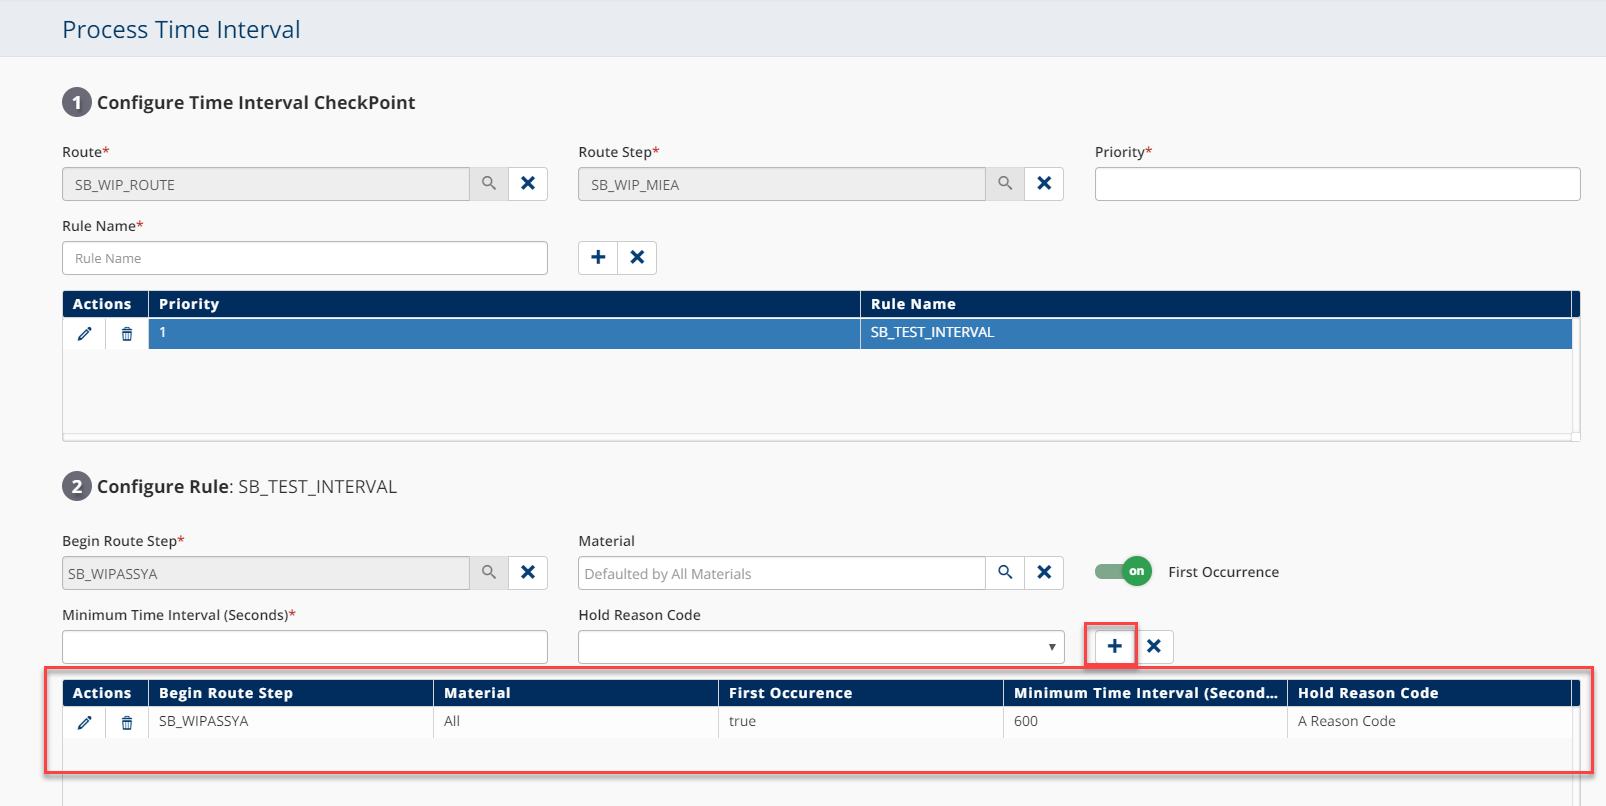 Process Time Interval
1 Configure Time Interval CheckPoint
Route* Route Step* Priority*
SB_WIP_ROUTE SB_WIP_MIEA
Rule Name*
Rule Name
Actions Priority Rule Name
1 SB_TEST_INTERVAL
2 Configure Rule: SB_TEST_INTERVAL
Begin Route Step* Material
SB_WIPASSYA Defaulted by All Materials on First Occurrence
Minimum Time Interval (Seconds)* Hold Reason Code
Actions Begin Route Step Material First Occurence Minimum Time Interval (Second... Hold Reason Code
SB_WIPASSYA All true 600 A Reason Code